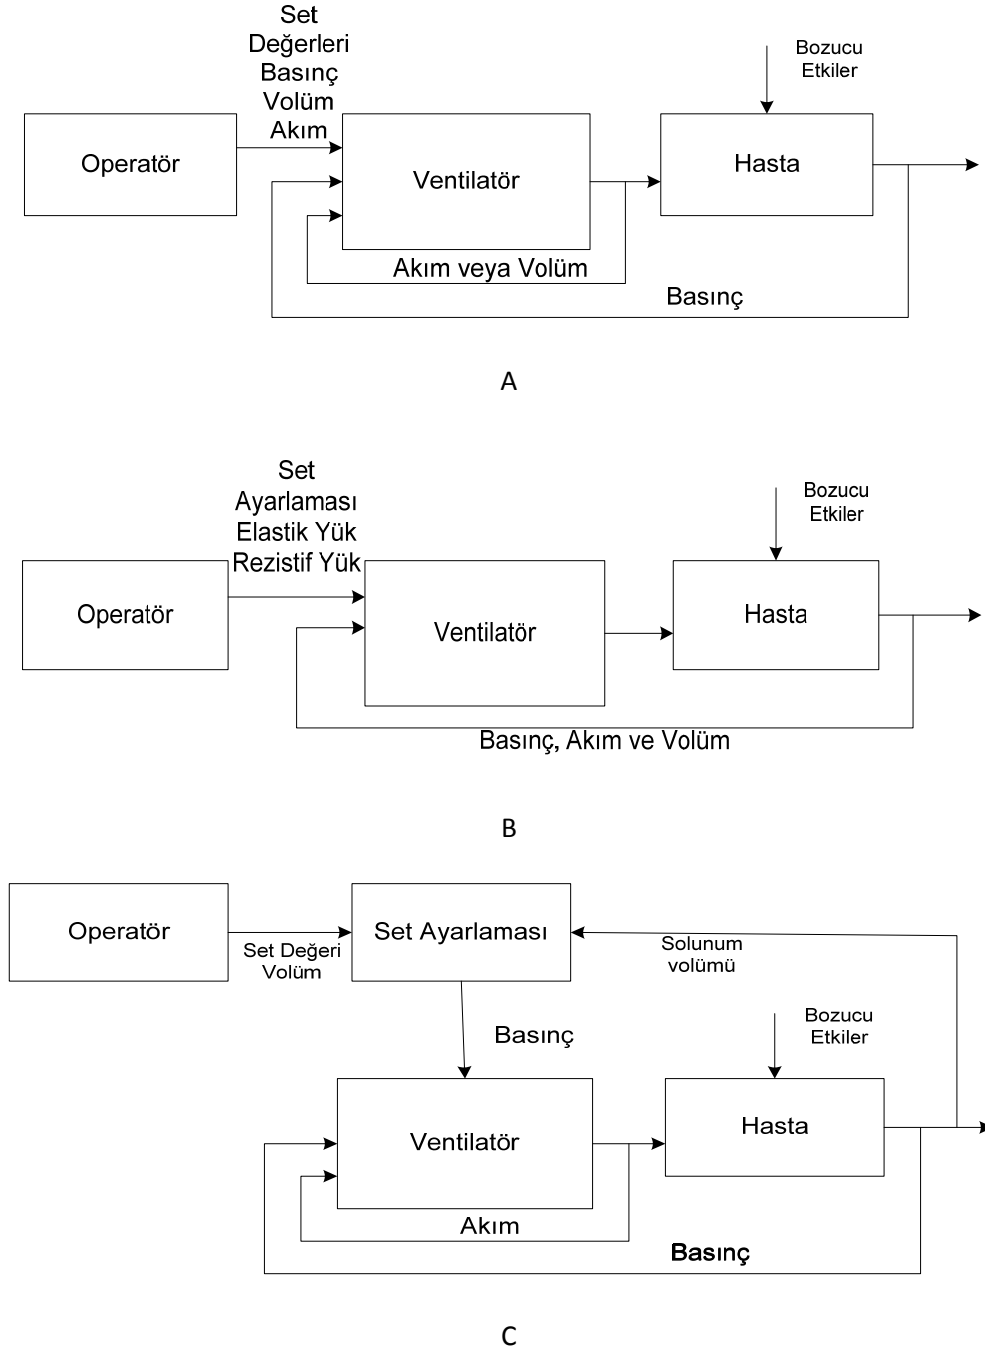 Set
Değerleri
Basınç
Volüm
Akım
Bozucu
Etkiler
Operatör
Ventilatör
Hasta
Akım veya Volüm
Basınç
A
Set
Ayarlaması
Elastik Yük
Rezistif Yük
Bozucu
Etkiler
Operatör
Ventilatör
Hasta
Basınç, Akım ve Volüm
B
Operatör
Set Ayarlaması
Set Değeri
Volüm
Solunum
volümü
Basınç
Bozucu
Etkiler
Ventilatör
Hasta
Akım
Basınç
C